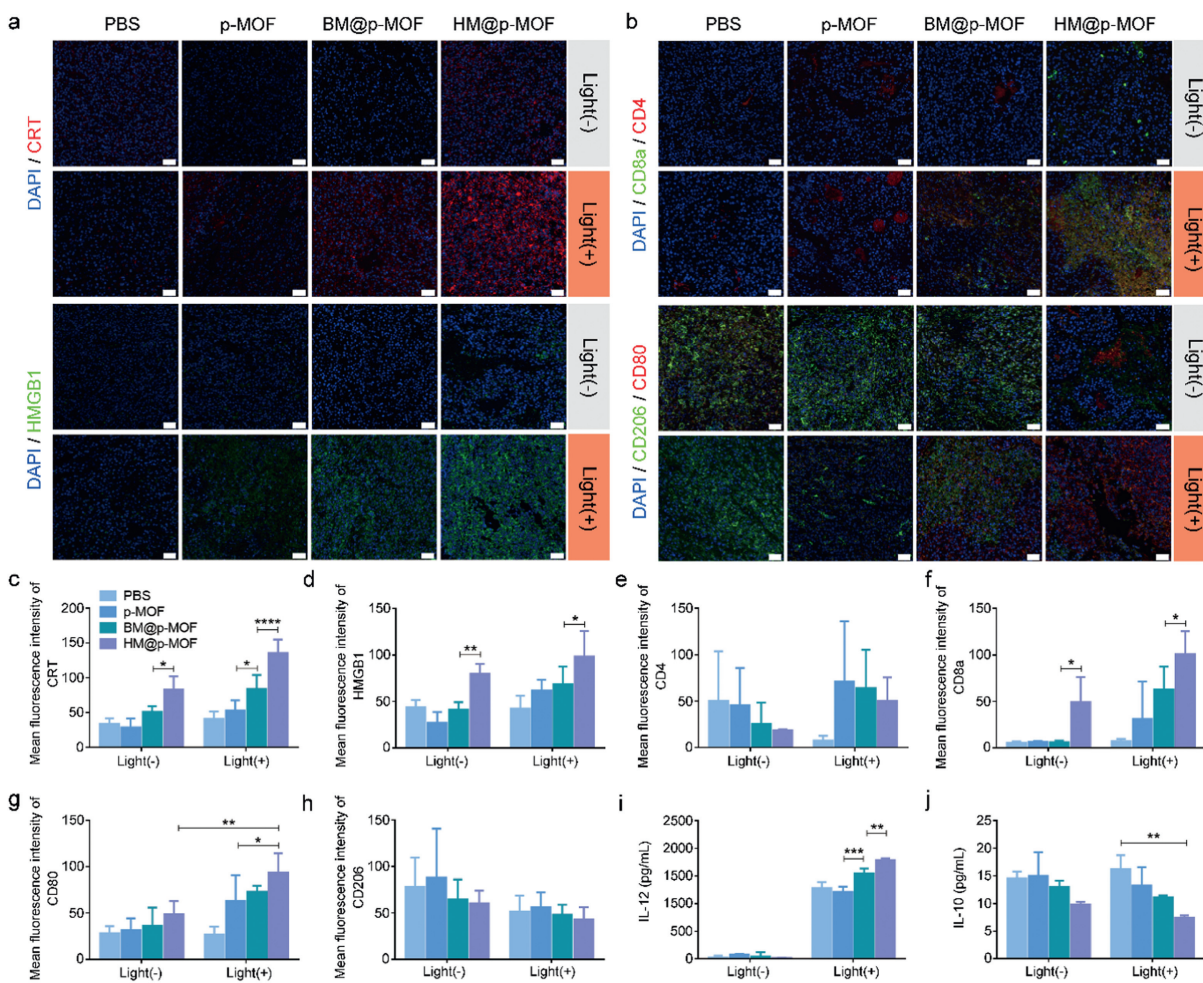 a
PBS
p-MOF
BM@p-MOF
HM@p-MOF
DAPI / CRT
Light(-)
Light(+)
DAPI / HMGB1
Light(-)
Light(+)
b
PBS
p-MOF
BM@p-MOF
HM@p-MOF
DAPI / CD8a / CD4
Light(-)
Light(+)
DAPI / CD206 / CD80
Light(-)
Light(+)
c
Mean fluorescence intensity of
CRT
200
150
100
50
0
PBS
p-MOF
BM@p-MOF
HM@p-MOF
*
*
****
Light(-)
Light(+)
d
Mean fluorescence intensity of
HMGB1
150
100
50
0
**
*
Light(-)
Light(+)
e
Mean fluorescence intensity of
CD4
150
100
50
0
Light(-)
Light(+)
f
Mean fluorescence intensity of
CD8a
150
100
50
0
*
*
Light(-)
Light(+)
g
Mean fluorescence intensity of
CD80
150
100
50
0
**
*
Light(-)
Light(+)
h
Mean fluorescence intensity of
CD206
150
100
50
0
Light(-)
Light(+)
i
IL-12 (pg/mL)
2500
2000
1500
1500
500
0
***
**
Light(-)
Light(+)
j
IL-10 (pg/mL)
25
20
15
10
5
0
**
Light(-)
Light(+)